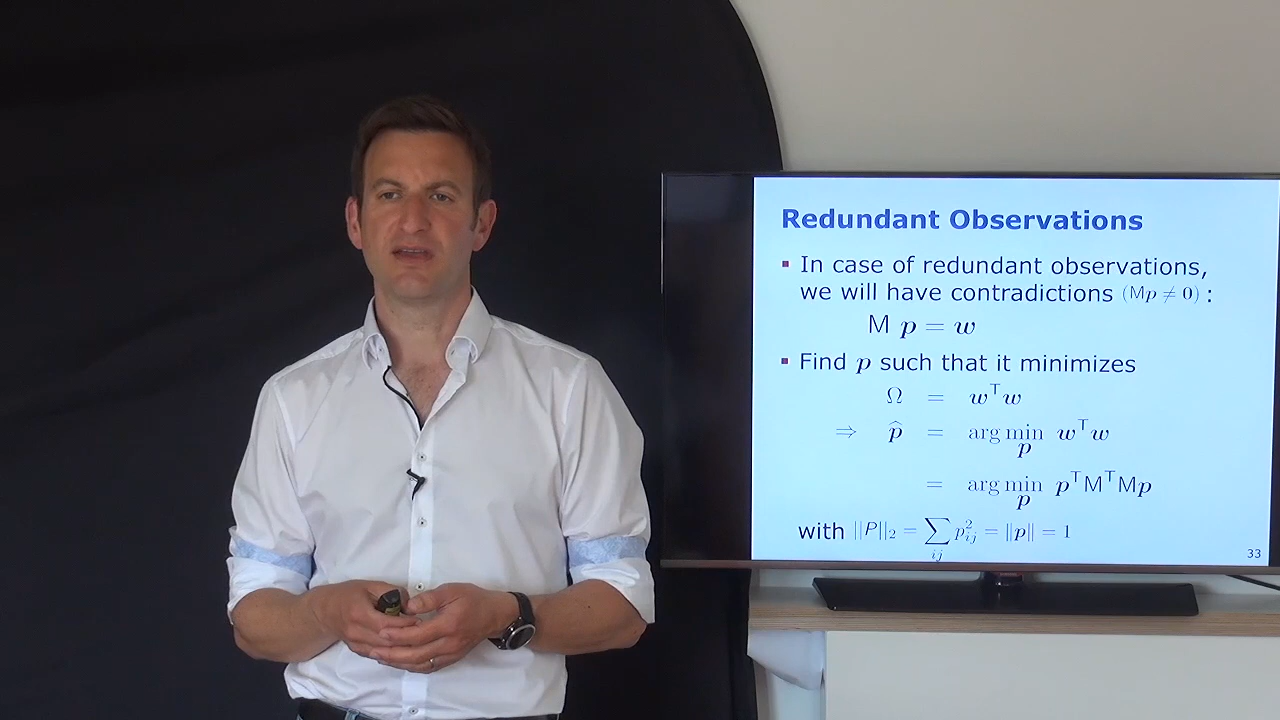 Redundant Observations
▪ In case of redundant observations,
we will have contradictions (Mp ≠ 0) :
M p = w
▪ Find p such that it minimizes
Ω = wᵀw
⇒ p̂ = arg min_p wᵀw
= arg min_p pᵀMᵀMp
with ||P||₂ = ∑_ij p²_ij = ‖p‖ = 1
33